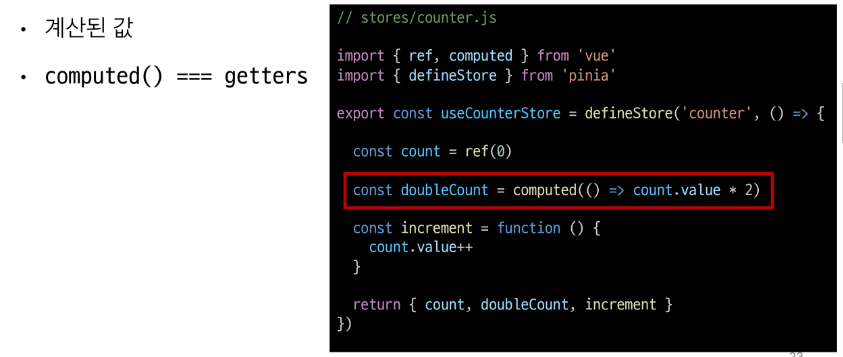 • 계산된 값
• computed() === getters
// stores/counter.js
import { ref, computed } from 'vue'
import { defineStore } from 'pinia'
export const useCounterStore = defineStore('counter', () => {
const count = ref(0)
const doubleCount = computed(() => count.value * 2)
const increment = function () {
count.value++
}
return { count, doubleCount, increment }
})